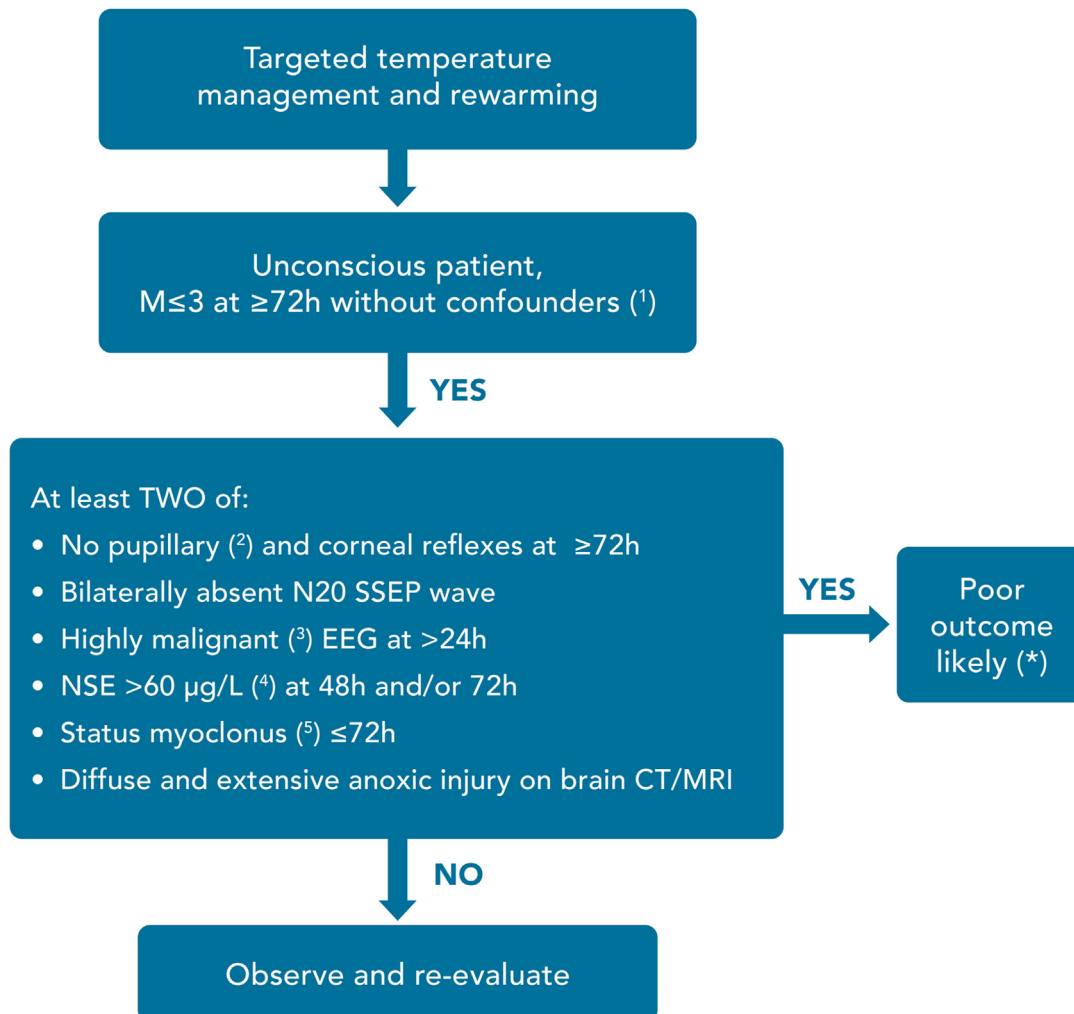 Targeted temperature
management and rewarming
Unconscious patient,
M≤3 at ≥72h without confounders (¹)
YES
At least TWO of:
• No pupillary (²) and corneal reflexes at ≥72h
• Bilaterally absent N20 SSEP wave
• Highly malignant (³) EEG at >24h
• NSE >60 µg/L (⁴) at 48h and/or 72h
• Status myoclonus (⁵) ≤72h
• Diffuse and extensive anoxic injury on brain CT/MRI
YES
Poor
outcome
likely (*)
NO
Observe and re-evaluate